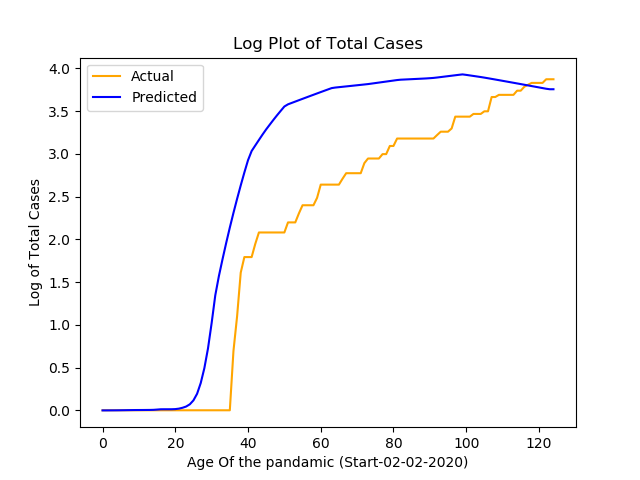 Log Plot of Total Cases
Actual
Predicted
Log of Total Cases
4.0
3.5
3.0
2.5
2.0
1.5
1.0
0.5
0.0
0 20 40 60 80 100 120
Age Of the pandamic (Start-02-02-2020)